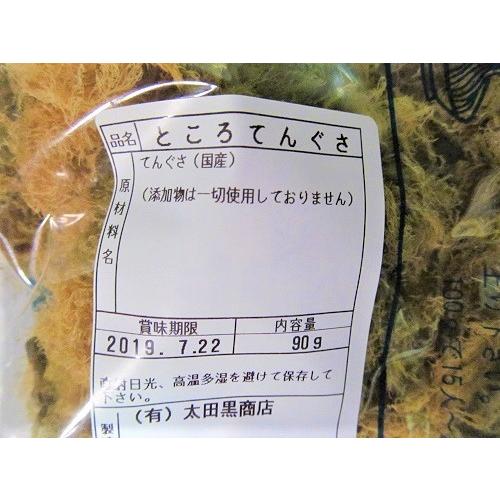 品名 ところてんぐさ
原材料名 てんぐさ(国産)
(添加物は一切使用しておりません)
賞味期限 内容量
2019. 7.22 90g
直射日光、高温多湿を避けて保存して
下さい。
(有) 太田黒商店
製